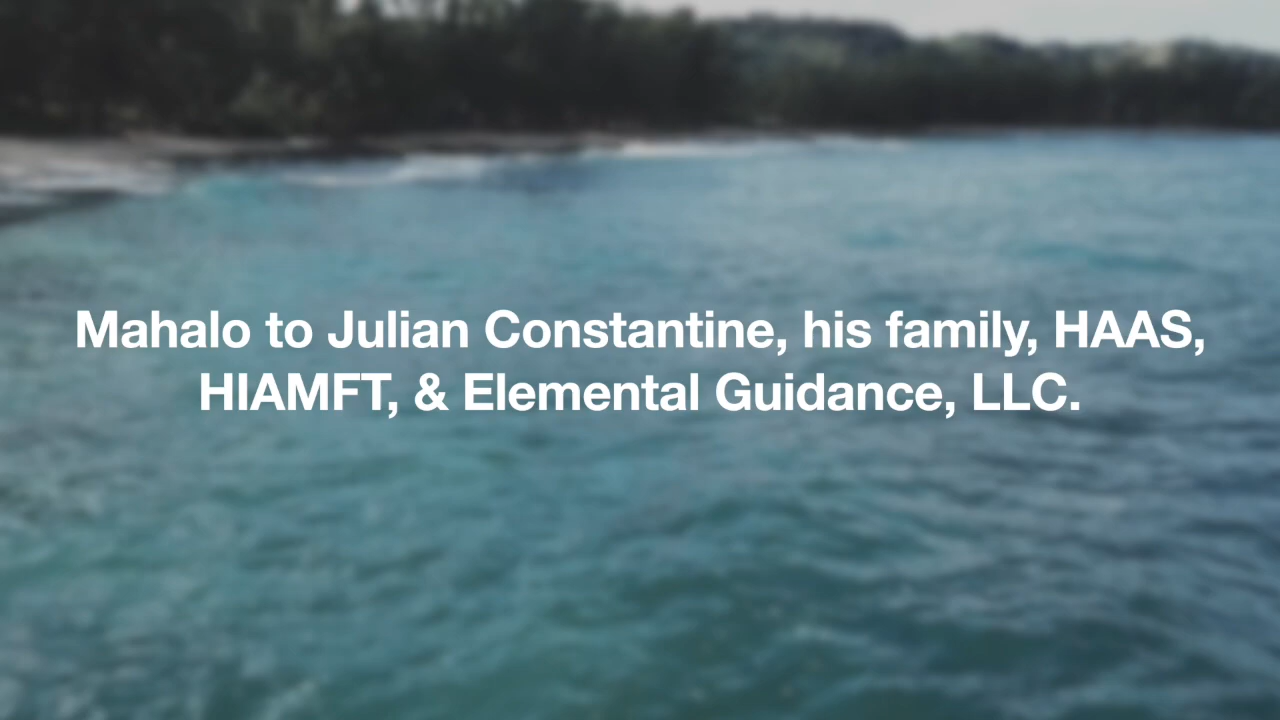 Mahalo to Julian Constantine, his family, HAAS,
HIAMFT, & Elemental Guidance, LLC.